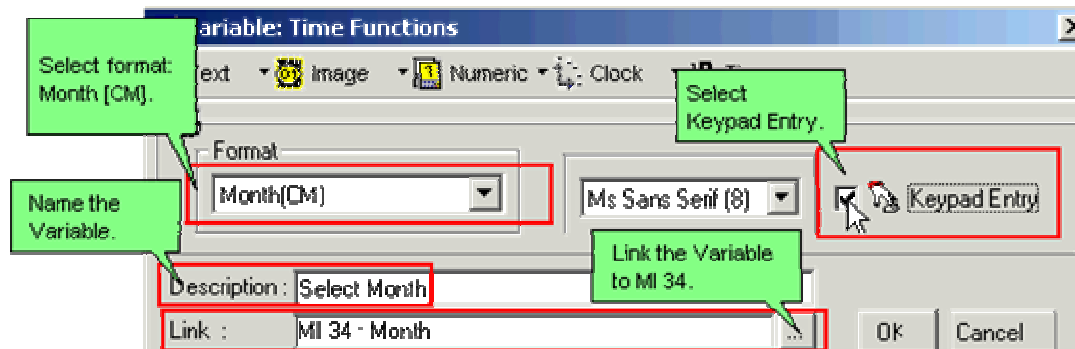 ariable: Time Functions
Select format:
Month [CM].
ext Image Numeric Clock
Select
Keypad Entry.
Format
Month(CM)
Ms Sans Serif (8)
Keypad Entry
Name the
Variable.
Link the Variable
to MI 34.
Description : Select Month
Link : MI 34 - Month ...
OK Cancel